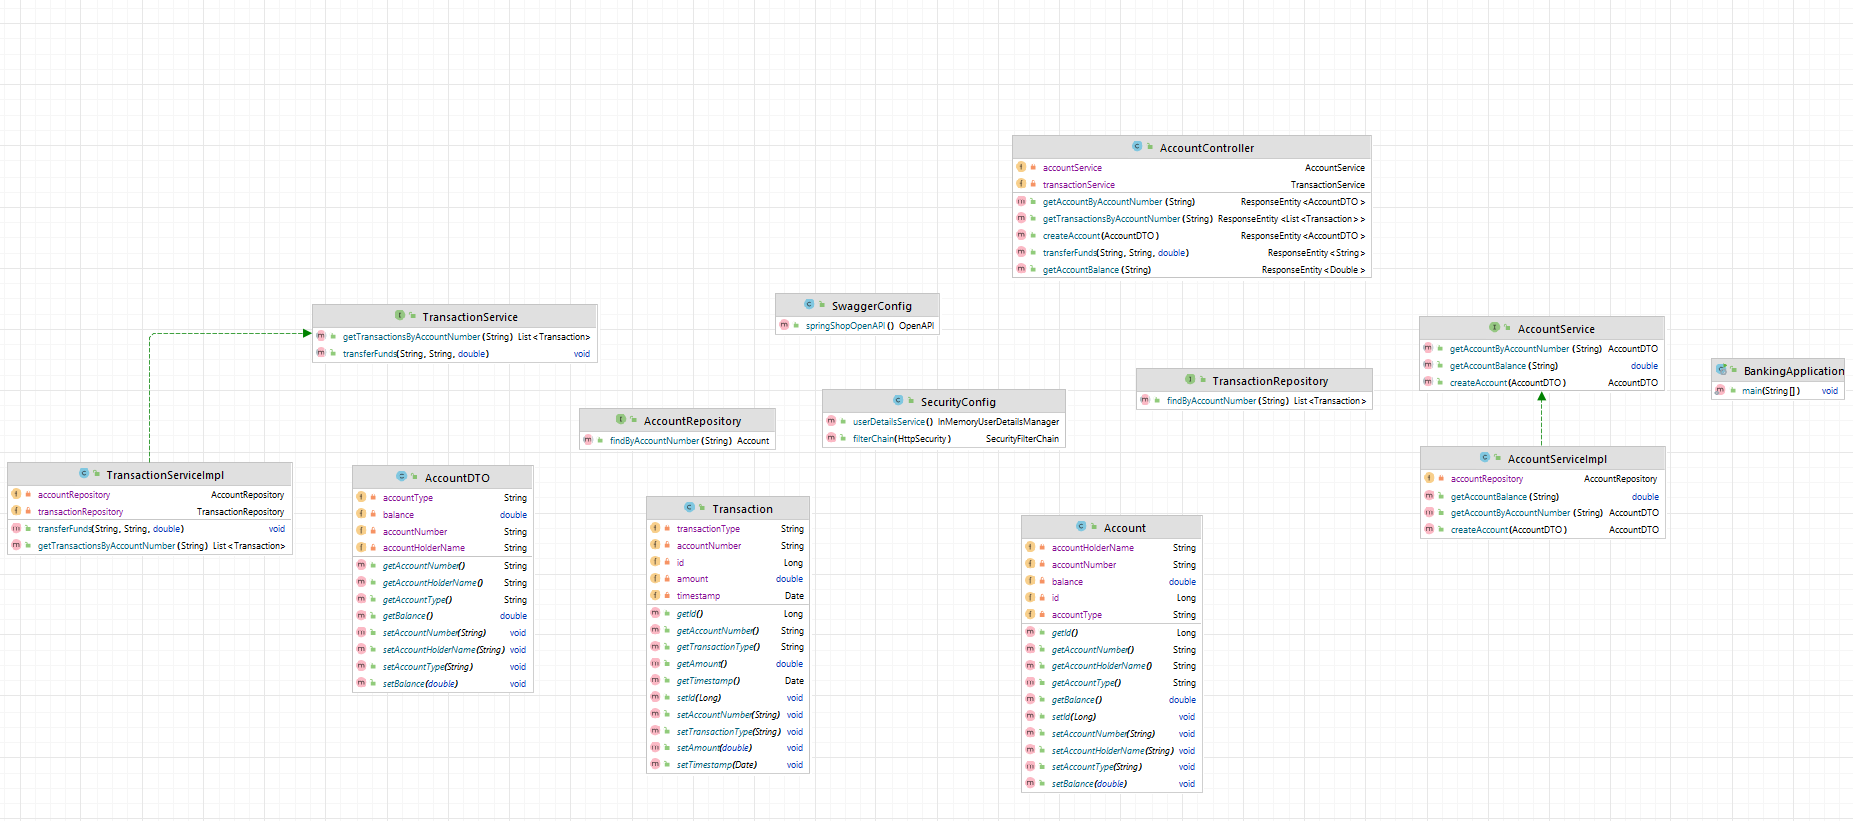 AccountController
accountService AccountService
transactionService TransactionService
getAccountByAccountNumber(String) ResponseEntity<AccountDTO>
getTransactionsByAccountNumber(String) ResponseEntity<List<Transaction>>
createAccount(AccountDTO) ResponseEntity<AccountDTO>
transferFunds(String, String, double) ResponseEntity<String>
getAccountBalance(String) ResponseEntity<Double>
SwaggerConfig
springShopOpenAPI() OpenAPI
TransactionService
getTransactionsByAccountNumber(String) List<Transaction>
transferFunds(String, String, double) void
AccountService
getAccountByAccountNumber(String) AccountDTO
getAccountBalance(String) double
createAccount(AccountDTO) AccountDTO
BankingApplication
main(String[]) void
TransactionRepository
findByAccountNumber(String) List<Transaction>
SecurityConfig
userDetailsService() InMemoryUserDetailsManager
filterChain(HttpSecurity) SecurityFilterChain
AccountRepository
findByAccountNumber(String) Account
TransactionServiceImpl
accountRepository AccountRepository
transactionRepository TransactionRepository
transferFunds(String, String, double) void
getTransactionsByAccountNumber(String) List<Transaction>
AccountDTO
accountType String
balance double
accountNumber String
accountHolderName String
getAccountNumber() String
getAccountHolderName() String
getAccountType() String
getBalance() double
setAccountNumber(String) void
setAccountHolderName(String) void
setAccountType(String) void
setBalance(double) void
Transaction
transactionType String
accountNumber String
id Long
amount double
timestamp Date
getId() Long
getAccountNumber() String
getTransactionType() String
getAmount() double
getTimestamp() Date
setId(Long) void
setAccountNumber(String) void
setTransactionType(String) void
setAmount(double) void
setTimestamp(Date) void
Account
accountHolderName String
accountNumber String
balance double
id Long
accountType String
getId() Long
getAccountNumber() String
getAccountHolderName() String
getAccountType() String
getBalance() double
setId(Long) void
setAccountNumber(String) void
setAccountHolderName(String) void
setAccountType(String) void
setBalance(double) void
AccountServiceImpl
accountRepository AccountRepository
getAccountBalance(String) double
getAccountByAccountNumber(String) AccountDTO
createAccount(AccountDTO) AccountDTO